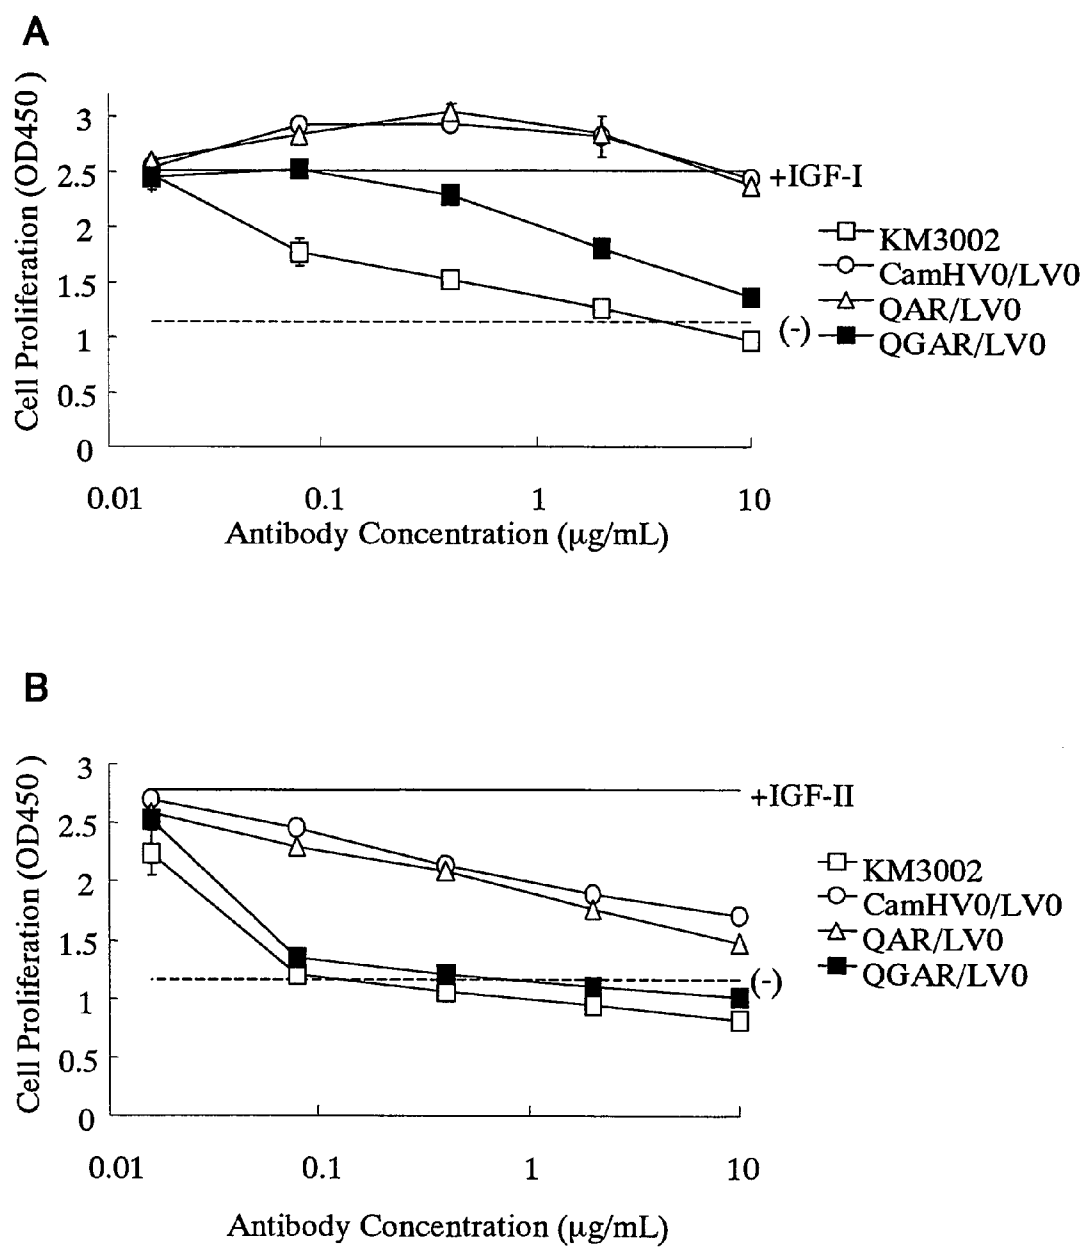 A
Cell Proliferation (OD450 )
3
2.5
2
1.5
1
0.5
0
+IGF-I
(-)
KM3002
CamHV0/LV0
QAR/LV0
QGAR/LV0
0.01 0.1 1 10
Antibody Concentration (μg/mL)
B
Cell Proliferation (OD450 )
3
2.5
2
1.5
1
0.5
0
+IGF-II
(-)
KM3002
CamHV0/LV0
QAR/LV0
QGAR/LV0
0.01 0.1 1 10
Antibody Concentration (μg/mL)